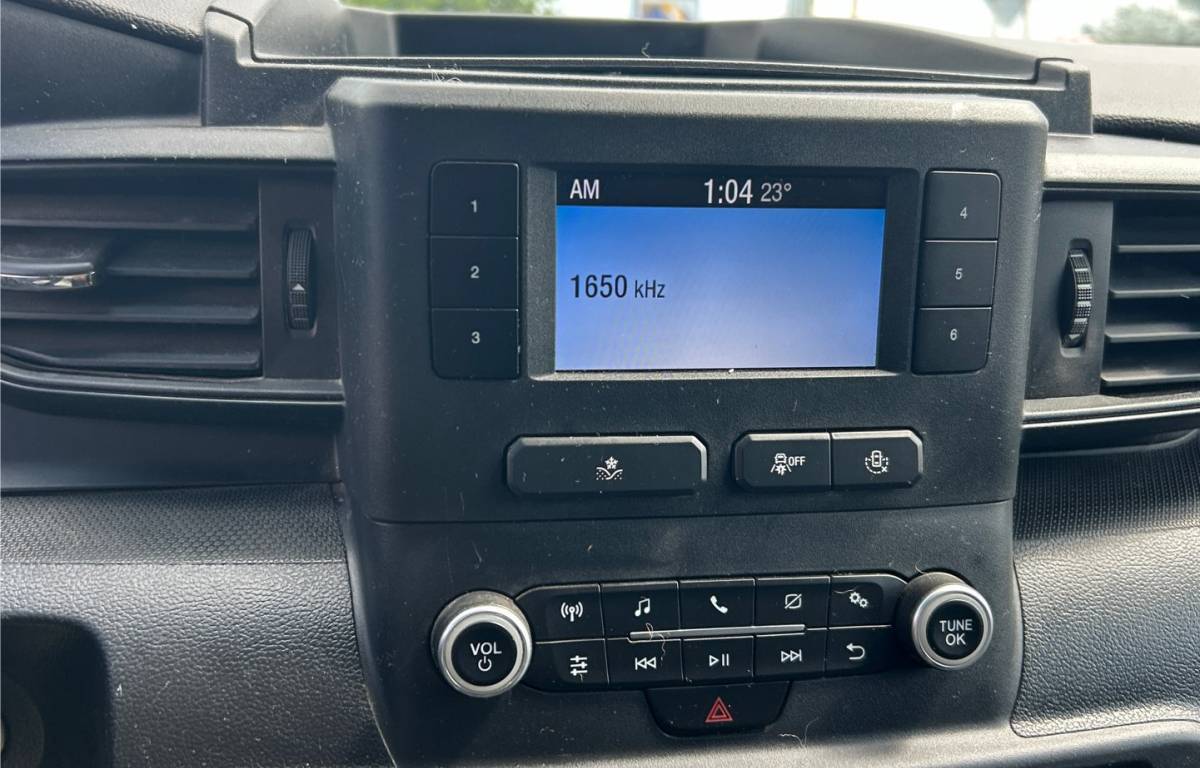 AM 1:04 23°
1650 kHz
1
2
3
4
5
6
OFF
VOL
TUNE
OK